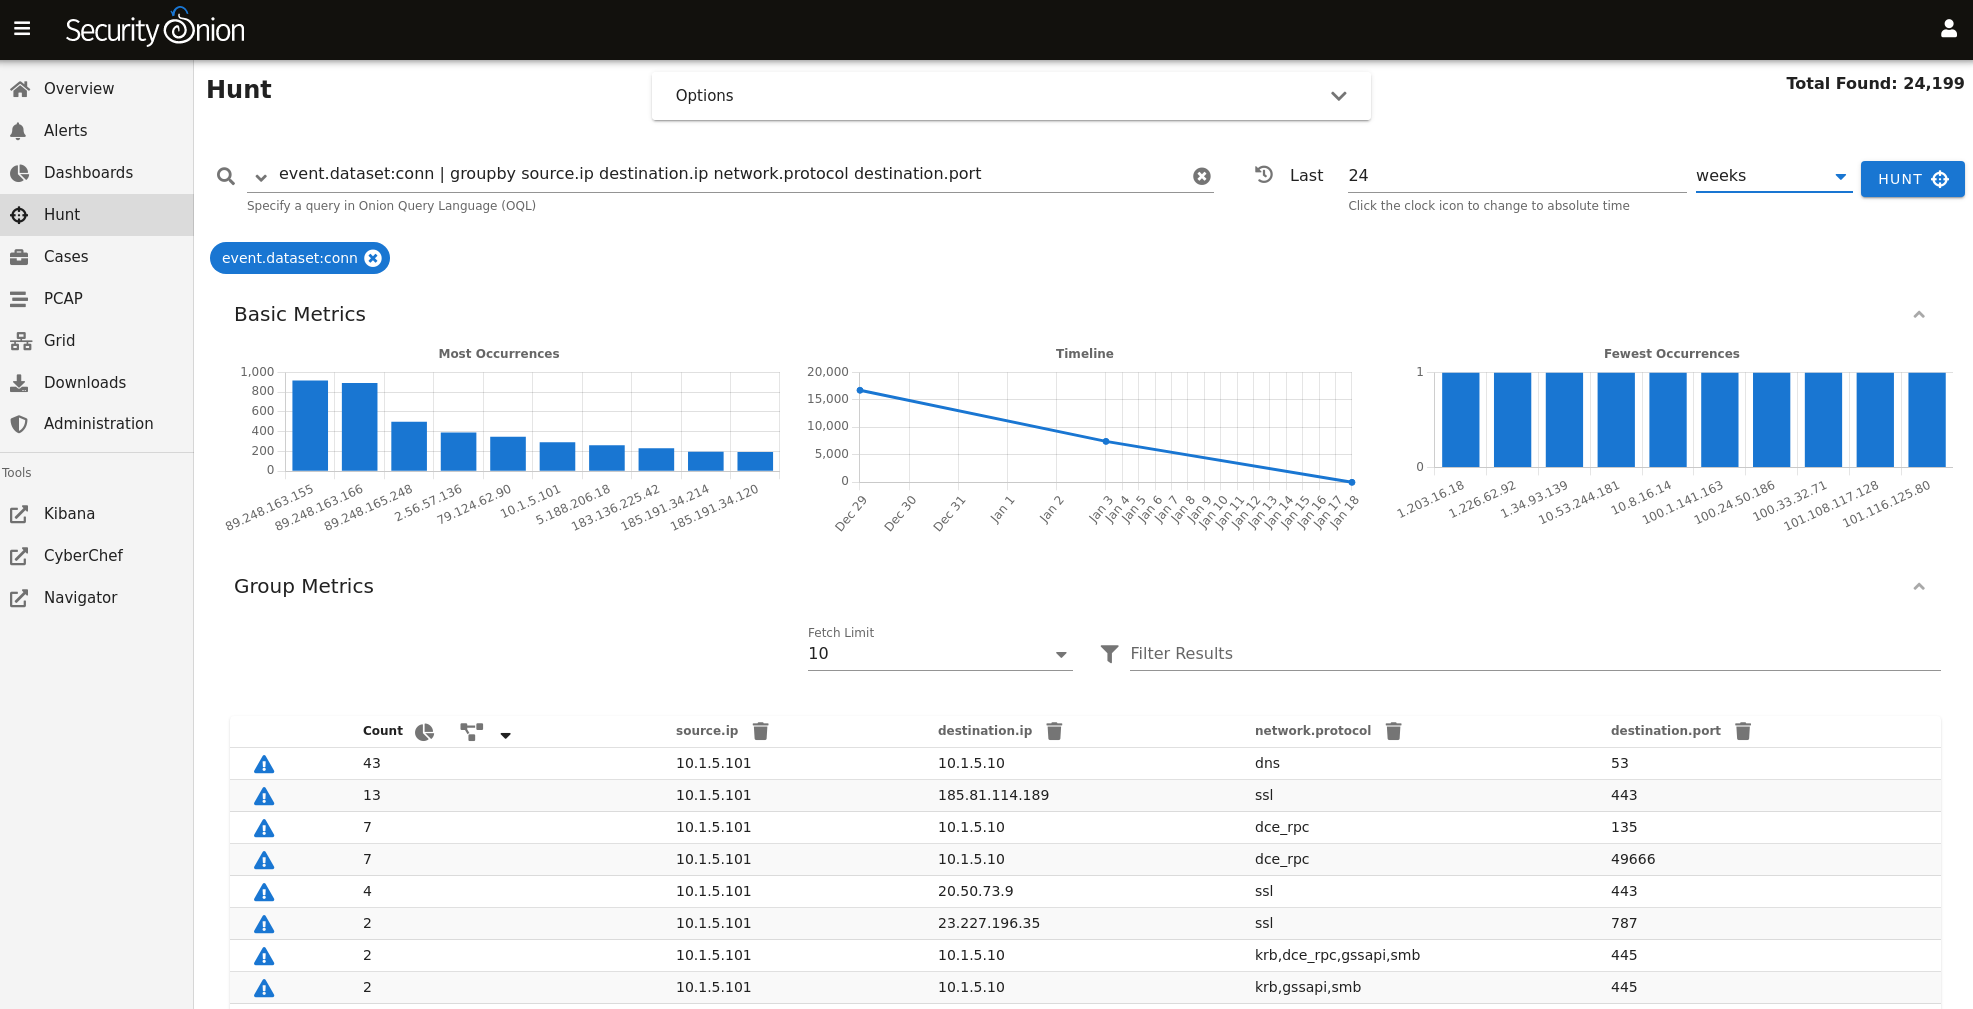 Security Onion
Overview
Alerts
Dashboards
Hunt
Cases
PCAP
Grid
Downloads
Administration
Tools
Kibana
CyberChef
Navigator
Hunt
Options
Total Found: 24,199
event.dataset:conn | groupby source.ip destination.ip network.protocol destination.port
Specify a query in Onion Query Language (OQL)
Last 24 weeks
Click the clock icon to change to absolute time
HUNT
event.dataset:conn
Basic Metrics
Most Occurrences
1,000
800
600
400
200
0
89.248.163.155
89.248.163.166
89.248.165.248
2.56.57.136
79.124.62.90
10.1.5.101
5.188.206.18
183.136.225.42
185.191.34.214
185.191.34.120
Timeline
20,000
15,000
10,000
5,000
0
Dec 29
Dec 30
Dec 31
Jan 1
Jan 2
Jan 3
Jan 4
Jan 5
Jan 6
Jan 7
Jan 8
Jan 9
Jan 10
Jan 11
Jan 12
Jan 13
Jan 14
Jan 15
Jan 16
Jan 17
Jan 18
Fewest Occurrences
1
0
1.203.16.18
1.226.62.92
1.34.93.139
10.53.244.181
10.8.16.14
100.1.141.163
100.24.50.186
100.33.32.71
101.108.117.128
101.116.125.80
Group Metrics
Fetch Limit
10
Filter Results
Count source.ip destination.ip network.protocol destination.port
43 10.1.5.101 10.1.5.10 dns 53
13 10.1.5.101 185.81.114.189 ssl 443
7 10.1.5.101 10.1.5.10 dce_rpc 135
7 10.1.5.101 10.1.5.10 dce_rpc 49666
4 10.1.5.101 20.50.73.9 ssl 443
2 10.1.5.101 23.227.196.35 ssl 787
2 10.1.5.101 10.1.5.10 krb,dce_rpc,gssapi,smb 445
2 10.1.5.101 10.1.5.10 krb,gssapi,smb 445